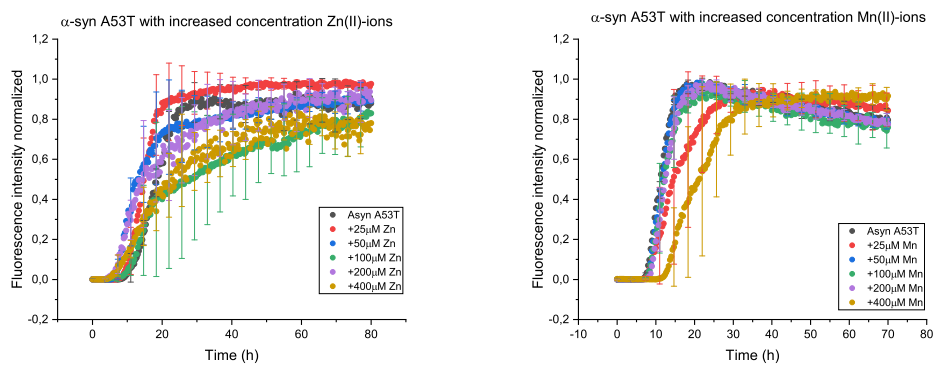 α-syn A53T with increased concentration Zn(II)-ions
1,2
1,0
0,8
0,6
0,4
0,2
0,0
-0,2
Fluorescence intensity normalized
0
20
40
60
80
Time (h)
Asyn A53T
+25μM Zn
+50μM Zn
+100μM Zn
+200μM Zn
+400μM Zn
α-syn A53T with increased concentration Mn(II)-ions
1,2
1,0
0,8
0,6
0,4
0,2
0,0
-0,2
Fluorescence intensity normalized
-10
0
10
20
30
40
50
60
70
80
Time (h)
Asyn A53T
+25μM Mn
+50μM Mn
+100μM Mn
+200μM Mn
+400μM Mn